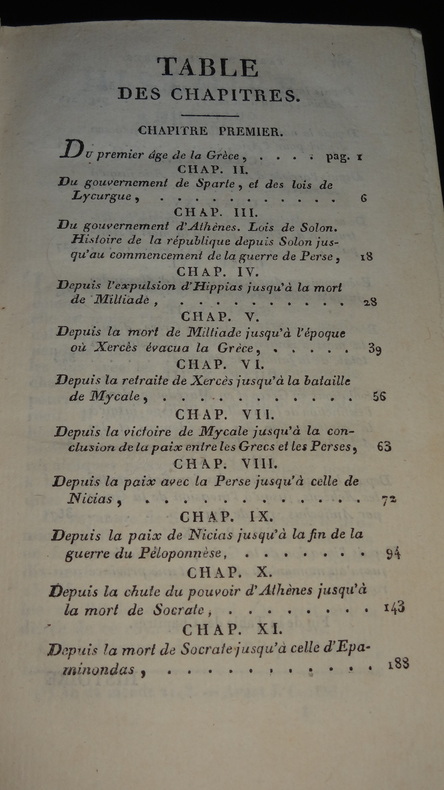 TABLE
DES CHAPITRES.
CHAPITRE PREMIER.
Du premier âge de la Grèce, . . . . pag. 1
CHAP. II.
Du gouvernement de Sparte, et des lois de
Lycurgue, . . . . . . . . . . . 6
CHAP. III.
Du gouvernement d'Athènes. Lois de Solon.
Histoire de la république depuis Solon jus-
qu'au commencement de la guerre de Perse, 18
CHAP. IV.
Depuis l'expulsion d'Hippias jusqu'à la mort
de Miltiade, . . . . . . . . . . 28
CHAP. V.
Depuis la mort de Miltiade jusqu'à l'époque
où Xercès évacua la Grèce, . . . . . 39
CHAP. VI.
Depuis la retraite de Xercès jusqu'à la bataille
de Mycale, . . . . . . . . . . . 56
CHAP. VII.
Depuis la victoire de Mycale jusqu'à la con-
clusion de la paix entre les Grecs et les Perses, 63
CHAP. VIII.
Depuis la paix avec la Perse jusqu'à celle de
Nicias, . . . . . . . . . . . . 72
CHAP. IX.
Depuis la paix de Nicias jusqu'à la fin de la
guerre du Péloponnèse, . . . . . . . 94
CHAP. X.
Depuis la chute du pouvoir d'Athènes jusqu'à
la mort de Socrate, . . . . . . . . 143
CHAP. XI.
Depuis la mort de Socrate jusqu'à celle d'Epa-
minondas, . . . . . . . . . . . 188